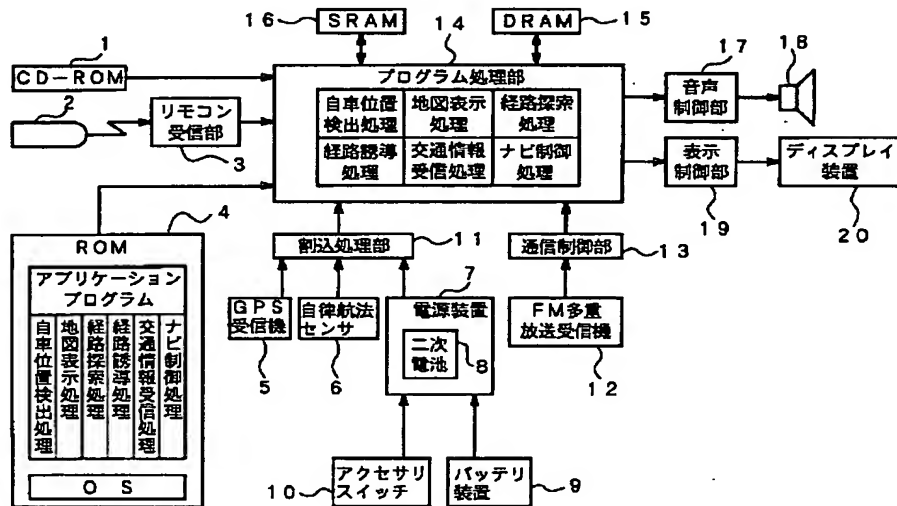 16
SRAM
DRAM
15
1
14
17
18
CD-ROM
プログラム処理部
音声
制御部
2
リモコン
受信部
3
自車位置
検出処理
地図表示
処理
経路探索
処理
経路誘導
処理
交通情報
受信処理
ナビ制御
処理
表示
制御部
19
ディスプレイ
装置
20
4
ROM
アプリケーション
プログラム
自車位置検出処理
地図表示処理
経路探索処理
経路誘導処理
交通情報受信処理
ナビ制御処理
OS
割込処理部
11
通信制御部
13
GPS
受信機
5
自律航法
センサ
6
7
電源装置
二次
電池
8
FM多重
放送受信機
12
アクセサリ
スイッチ
10
バッテリ
装置
9